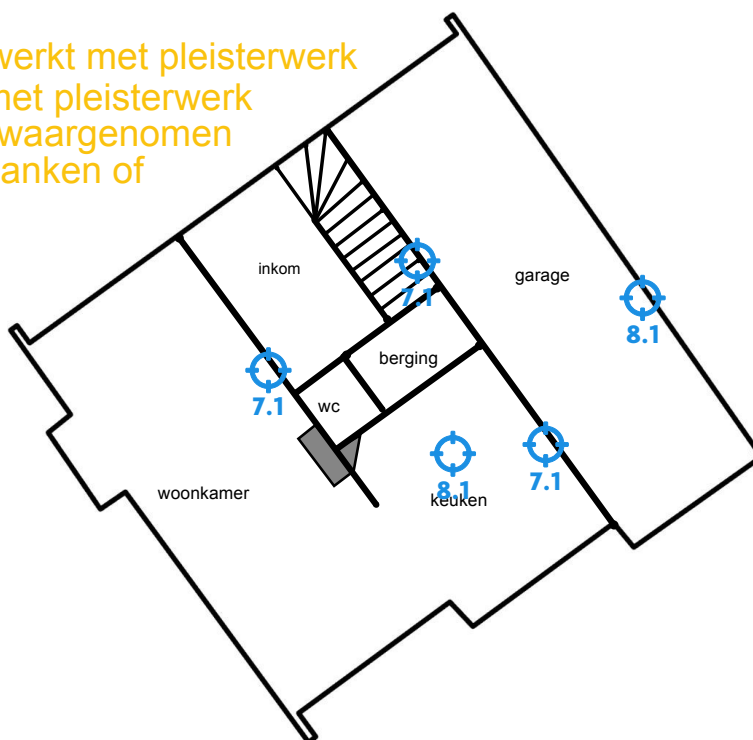 werkt met pleisterwerk
net pleisterwerk
waargenomen
anken of
inkom
garage
7.1
8.1
berging
7.1
wc
7.1
8.1
woonkamer
keuken